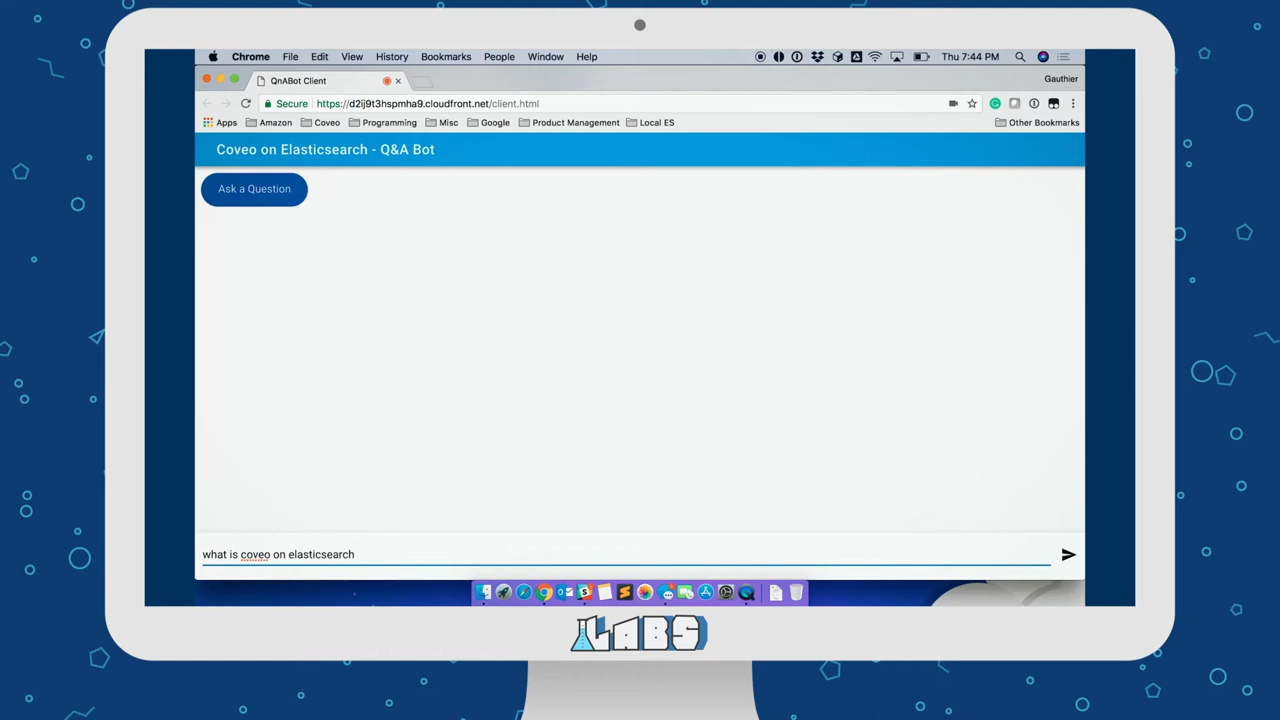 Chrome File Edit View History Bookmarks People Window Help Thu 7:44 PM
QnABot Client Gauthier
Secure https://d2ij9t3hspmha9.cloudfront.net/client.html
Apps Amazon Coveo Programming Misc Google Product Management Local ES Other Bookmarks
Coveo on Elasticsearch - Q&A Bot
Ask a Question
what is coveo on elasticsearch
LABS